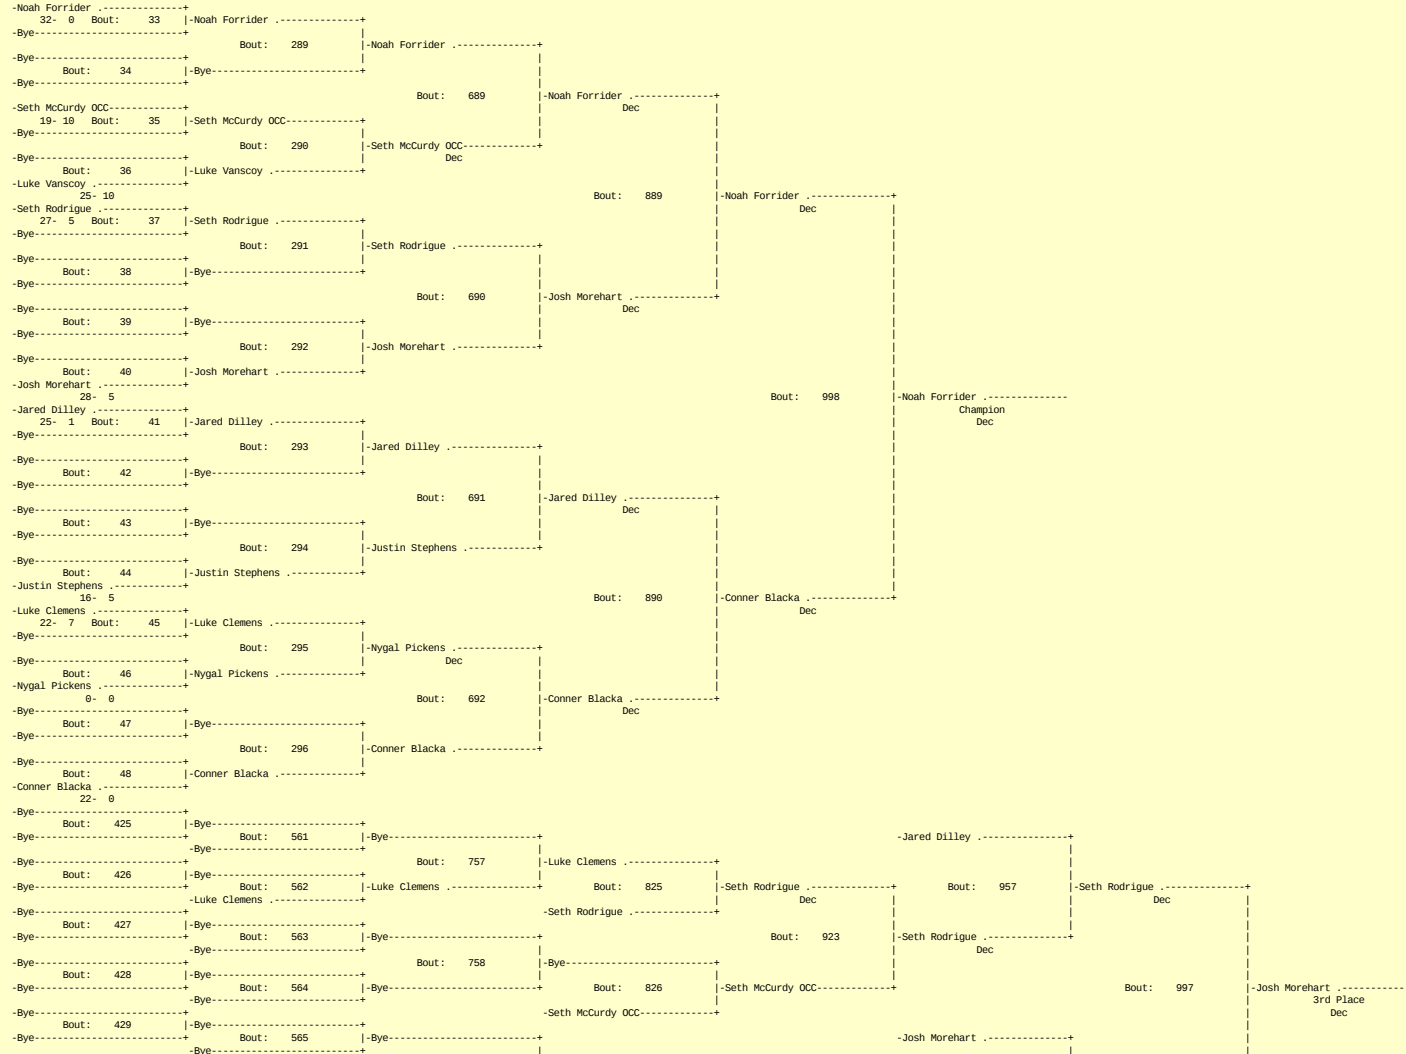 -Noah Forrider .--------------+
32-  0   Bout:     33     |-Noah Forrider .--------------+
-Bye--------------------------+                              |
Bout:    289         |-Noah Forrider .--------------+
-Bye--------------------------+                              |                              |
Bout:     34         |-Bye--------------------------+                              |
-Bye--------------------------+                                                             |
Bout:    689         |-Noah Forrider .--------------+
-Seth McCurdy OCC-------------+                              |             Dec              |
19- 10   Bout:     35     |-Seth McCurdy OCC-------------+                              |
-Bye--------------------------+                              |
Bout:    290         |-Seth McCurdy OCC-------------+
-Bye--------------------------+                              |             Dec
Bout:     36         |-Luke Vanscoy .---------------+
-Luke Vanscoy .---------------+
25- 10                    Bout:    889         |-Noah Forrider .--------------+
-Seth Rodrigue .--------------+                              |             Dec              |
27-  5   Bout:     37     |-Seth Rodrigue .--------------+
-Bye--------------------------+                              |
Bout:    291         |-Seth Rodrigue .--------------+
-Bye--------------------------+                              |
Bout:     38         |-Bye--------------------------+
-Bye--------------------------+
Bout:    690         |-Josh Morehart .--------------+
-Bye--------------------------+                              |             Dec
Bout:     39         |-Bye--------------------------+
-Bye--------------------------+                              |
Bout:    292         |-Josh Morehart .--------------+
-Bye--------------------------+                              |
Bout:     40         |-Josh Morehart .--------------+
-Josh Morehart .--------------+
28-  5                    Bout:    998         |-Noah Forrider .--------------
-Jared Dilley .---------------+                              |          Champion
25-  1   Bout:     41     |-Jared Dilley .---------------+                              |             Dec
-Bye--------------------------+                              |
Bout:    293         |-Jared Dilley .---------------+
-Bye--------------------------+                              |
Bout:     42         |-Bye--------------------------+
-Bye--------------------------+
Bout:    691         |-Jared Dilley .---------------+
-Bye--------------------------+                              |             Dec
Bout:     43         |-Bye--------------------------+
-Bye--------------------------+                              |
Bout:    294         |-Justin Stephens .------------+
-Bye--------------------------+                              |
Bout:     44         |-Justin Stephens .------------+
-Justin Stephens .------------+
16-  5                    Bout:    890         |-Conner Blacka .--------------+
-Luke Clemens .---------------+                              |             Dec
22-  7   Bout:     45     |-Luke Clemens .---------------+
-Bye--------------------------+                              |
Bout:    295         |-Nygal Pickens .--------------+
-Bye--------------------------+                              |             Dec
Bout:     46         |-Nygal Pickens .--------------+
-Nygal Pickens .--------------+
0-  0                    Bout:    692         |-Conner Blacka .--------------+
-Bye--------------------------+                              |             Dec
Bout:     47         |-Bye--------------------------+
-Bye--------------------------+                              |
Bout:    296         |-Conner Blacka .--------------+
-Bye--------------------------+                              |
Bout:     48         |-Conner Blacka .--------------+
-Conner Blacka .--------------+
22-  0
-Bye--------------------------+
Bout:    425         |-Bye--------------------------+
-Bye--------------------------+         Bout:    561         |-Bye--------------------------+          -Jared Dilley .---------------+
-Bye--------------------------+
-Bye--------------------------+         Bout:    757         |-Luke Clemens .---------------+
Bout:    426         |-Bye--------------------------+
-Bye--------------------------+         Bout:    562         |-Luke Clemens .---------------+         Bout:    825         |-Seth Rodrigue .--------------+         Bout:    957         |-Seth Rodrigue .--------------+
-Luke Clemens .---------------+             Dec             Dec
-Bye--------------------------+          -Seth Rodrigue .--------------+
Bout:    427         |-Bye--------------------------+
-Bye--------------------------+         Bout:    563         |-Bye--------------------------+         Bout:    923         |-Seth Rodrigue .--------------+
-Bye--------------------------+             Dec
-Bye--------------------------+         Bout:    758         |-Bye--------------------------+
Bout:    428         |-Bye--------------------------+
-Bye--------------------------+         Bout:    564         |-Bye--------------------------+         Bout:    826         |-Seth McCurdy OCC-------------+         Bout:    997         |-Josh Morehart .-----------
-Bye--------------------------+          3rd Place
-Bye--------------------------+          -Seth McCurdy OCC-------------+             Dec
Bout:    429         |-Bye--------------------------+
-Bye--------------------------+         Bout:    565         |-Bye--------------------------+          -Josh Morehart .--------------+
-Bye--------------------------+